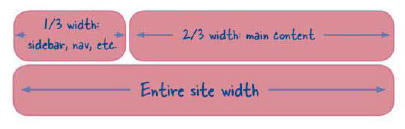 1/3 width:
sidebar, nav, etc.
2/3 width: main content
Entire site width